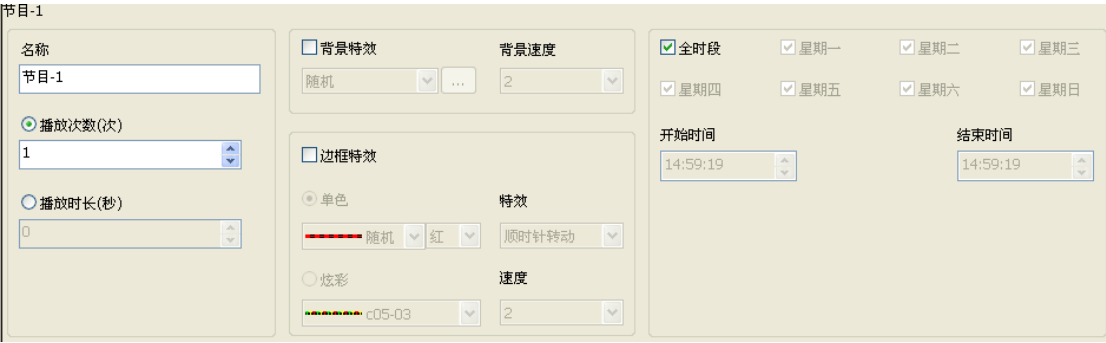 节目-1
名称
节目-1
播放次数(次)
1
播放时长(秒)
0
背景特效
背景速度
随机
...
2
边框特效
单色
特效
随机
红
顺时针转动
炫彩
速度
c05-03
2
全时段
星期一
星期二
星期三
星期四
星期五
星期六
星期日
开始时间
结束时间
14:59:19
14:59:19